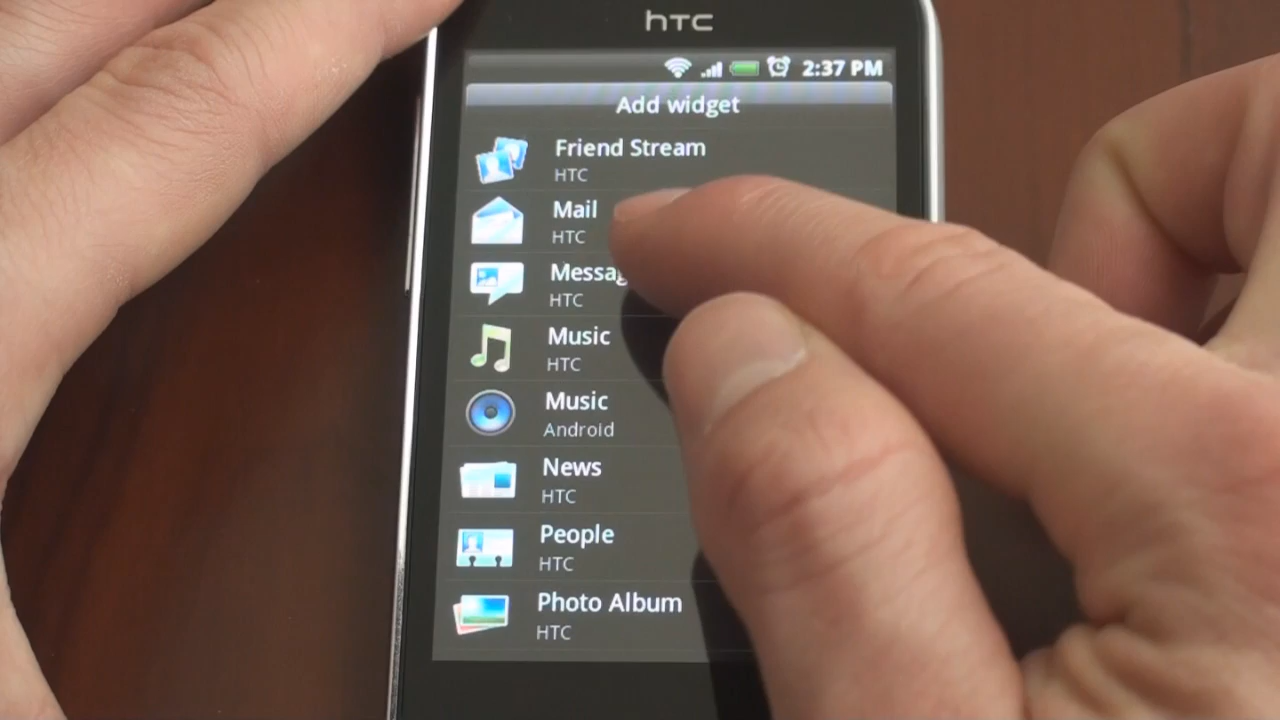 hTC
2:37 PM
Add widget
Friend Stream
HTC
Mail
HTC
Messag
HTC
Music
HTC
Music
Android
News
HTC
People
HTC
Photo Album
HTC